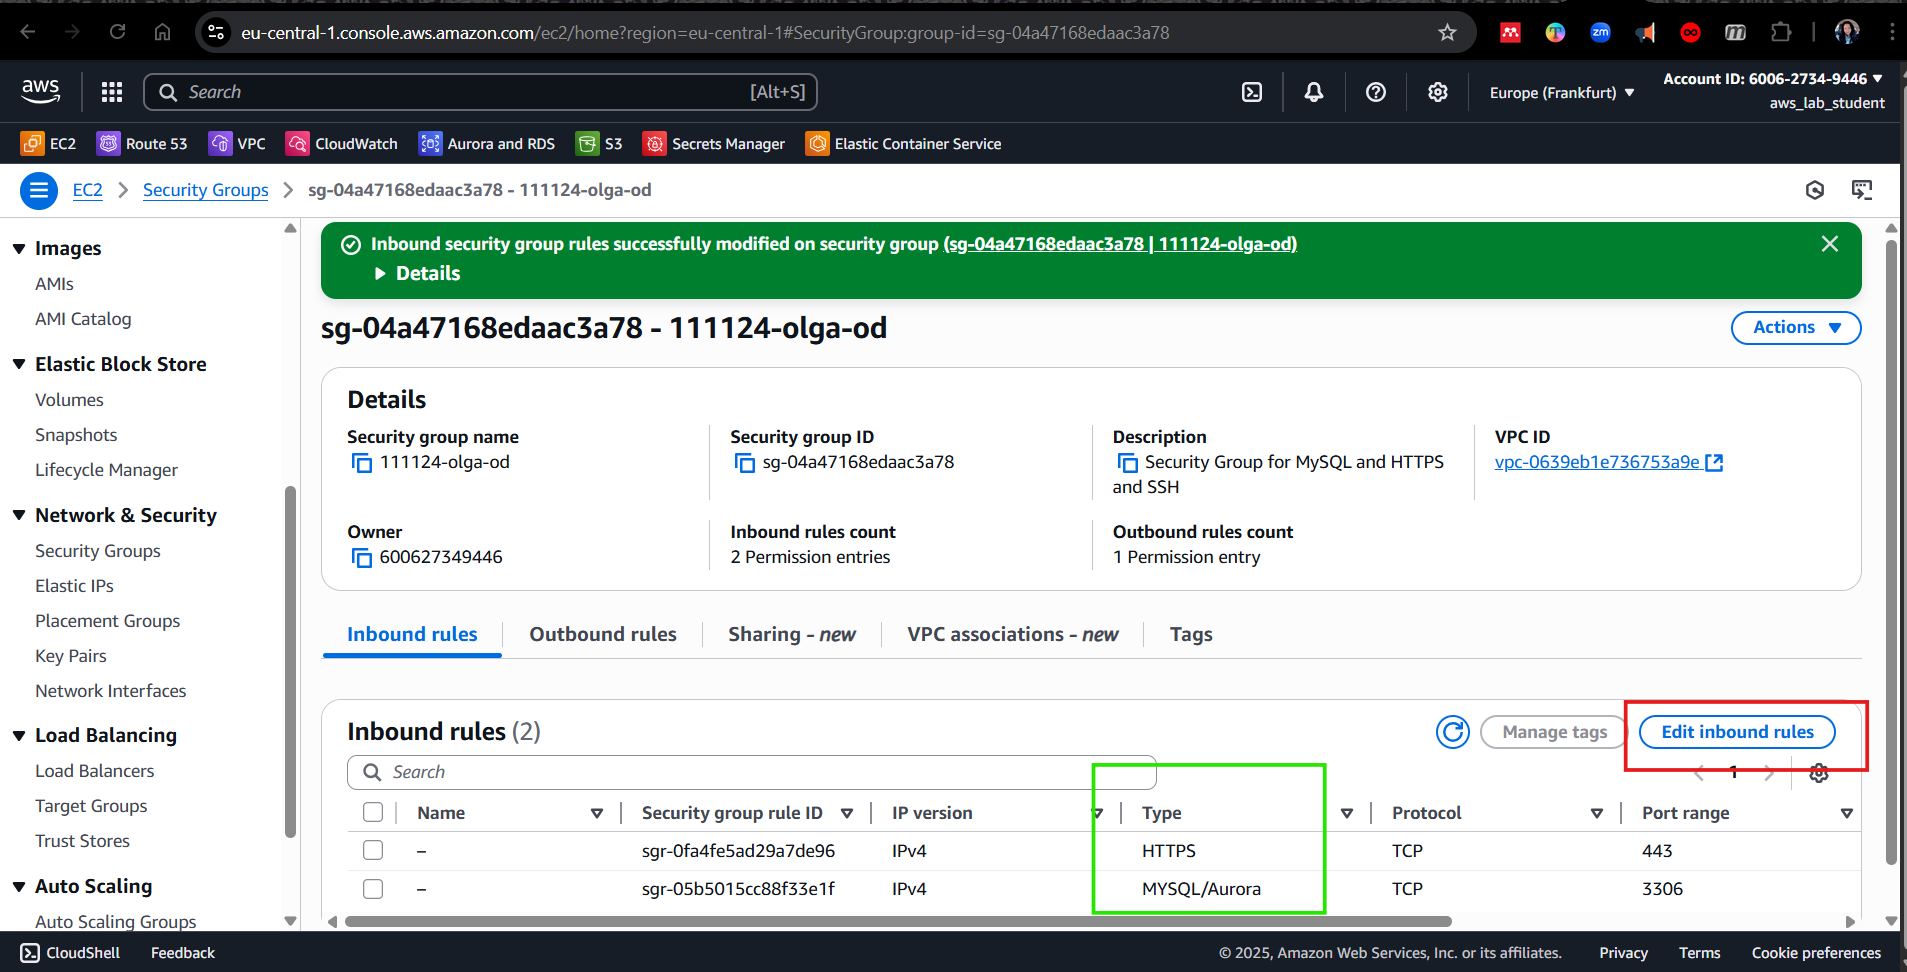 eu-central-1.console.aws.amazon.com/ec2/home?region=eu-central-1#SecurityGroup:group-id=sg-04a47168edaac3a78
zm
aws
Search
[Alt+S]
Europe (Frankfurt)
Account ID: 6006-2734-9446
aws_lab_student
EC2
Route 53
VPC
CloudWatch
Aurora and RDS
S3
Secrets Manager
Elastic Container Service
EC2
Security Groups
sg-04a47168edaac3a78 - 111124-olga-od
Images
AMIs
AMI Catalog
Elastic Block Store
Volumes
Snapshots
Lifecycle Manager
Network & Security
Security Groups
Elastic IPs
Placement Groups
Key Pairs
Network Interfaces
Load Balancing
Load Balancers
Target Groups
Trust Stores
Auto Scaling
Auto Scaling Groups
Inbound security group rules successfully modified on security group (sg-04a47168edaac3a78 | 111124-olga-od)
Details
sg-04a47168edaac3a78 - 111124-olga-od
Actions
Details
Security group name
111124-olga-od
Security group ID
sg-04a47168edaac3a78
Description
Security Group for MySQL and HTTPS
and SSH
VPC ID
vpc-0639eb1e736753a9e
Owner
600627349446
Inbound rules count
2 Permission entries
Outbound rules count
1 Permission entry
Inbound rules
Outbound rules
Sharing - new
VPC associations - new
Tags
Inbound rules (2)
Manage tags
Edit inbound rules
Search
1
Name Security group rule ID IP version Type Protocol Port range
– sgr-0fa4fe5ad29a7de96 IPv4 HTTPS TCP 443
– sgr-05b5015cc88f33e1f IPv4 MYSQL/Aurora TCP 3306
CloudShell
Feedback
© 2025, Amazon Web Services, Inc. or its affiliates.
Privacy
Terms
Cookie preferences